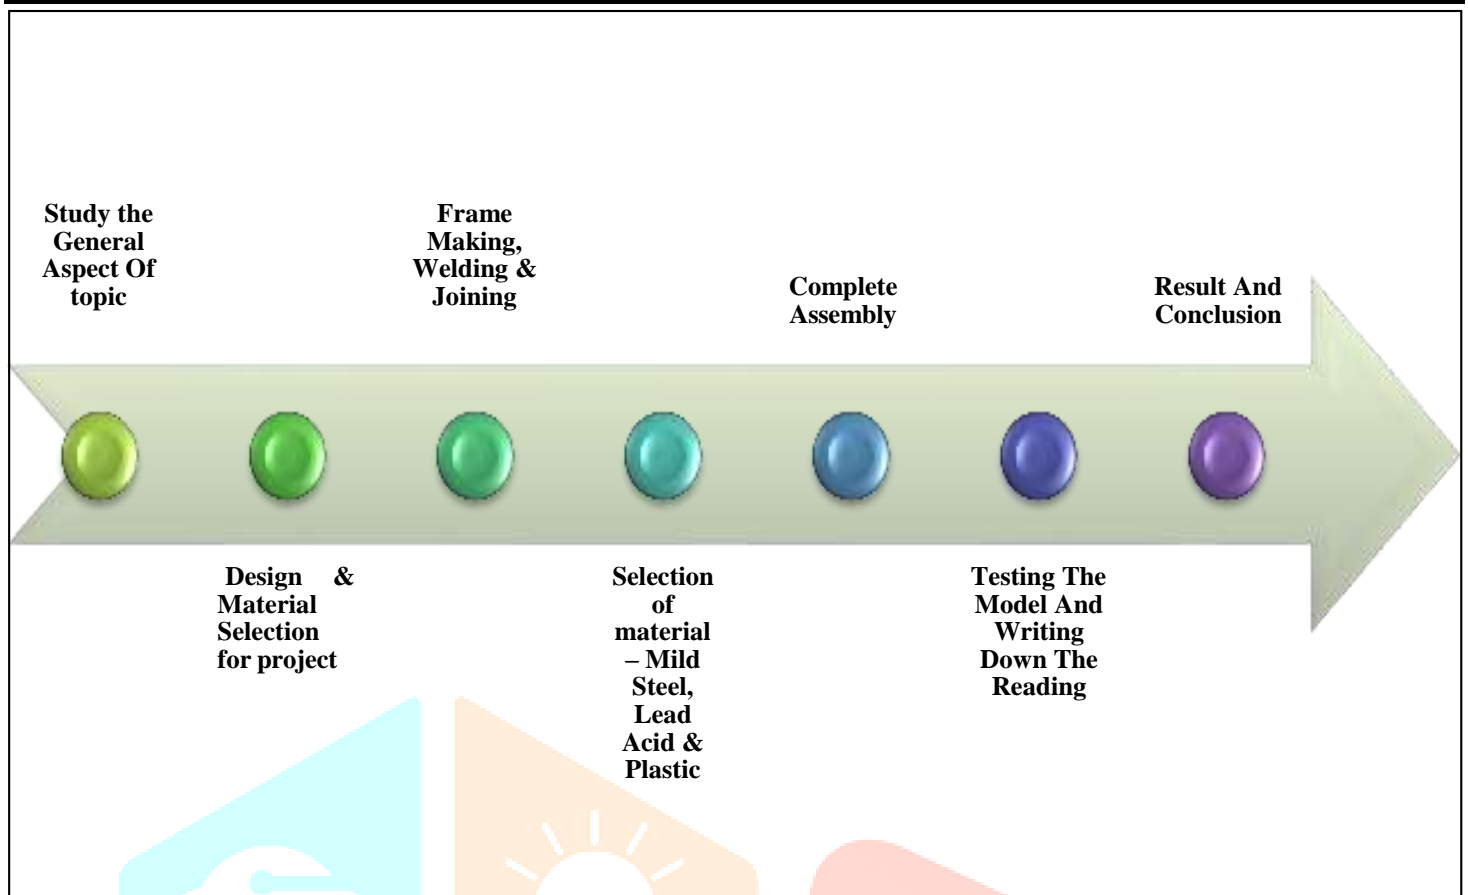 Study the
General
Aspect Of
topic
Design &
Material
Selection
for project
Frame
Making,
Welding &
Joining
Selection
of
material
– Mild
Steel,
Lead
Acid &
Plastic
Complete
Assembly
Testing The
Model And
Writing
Down The
Reading
Result And
Conclusion